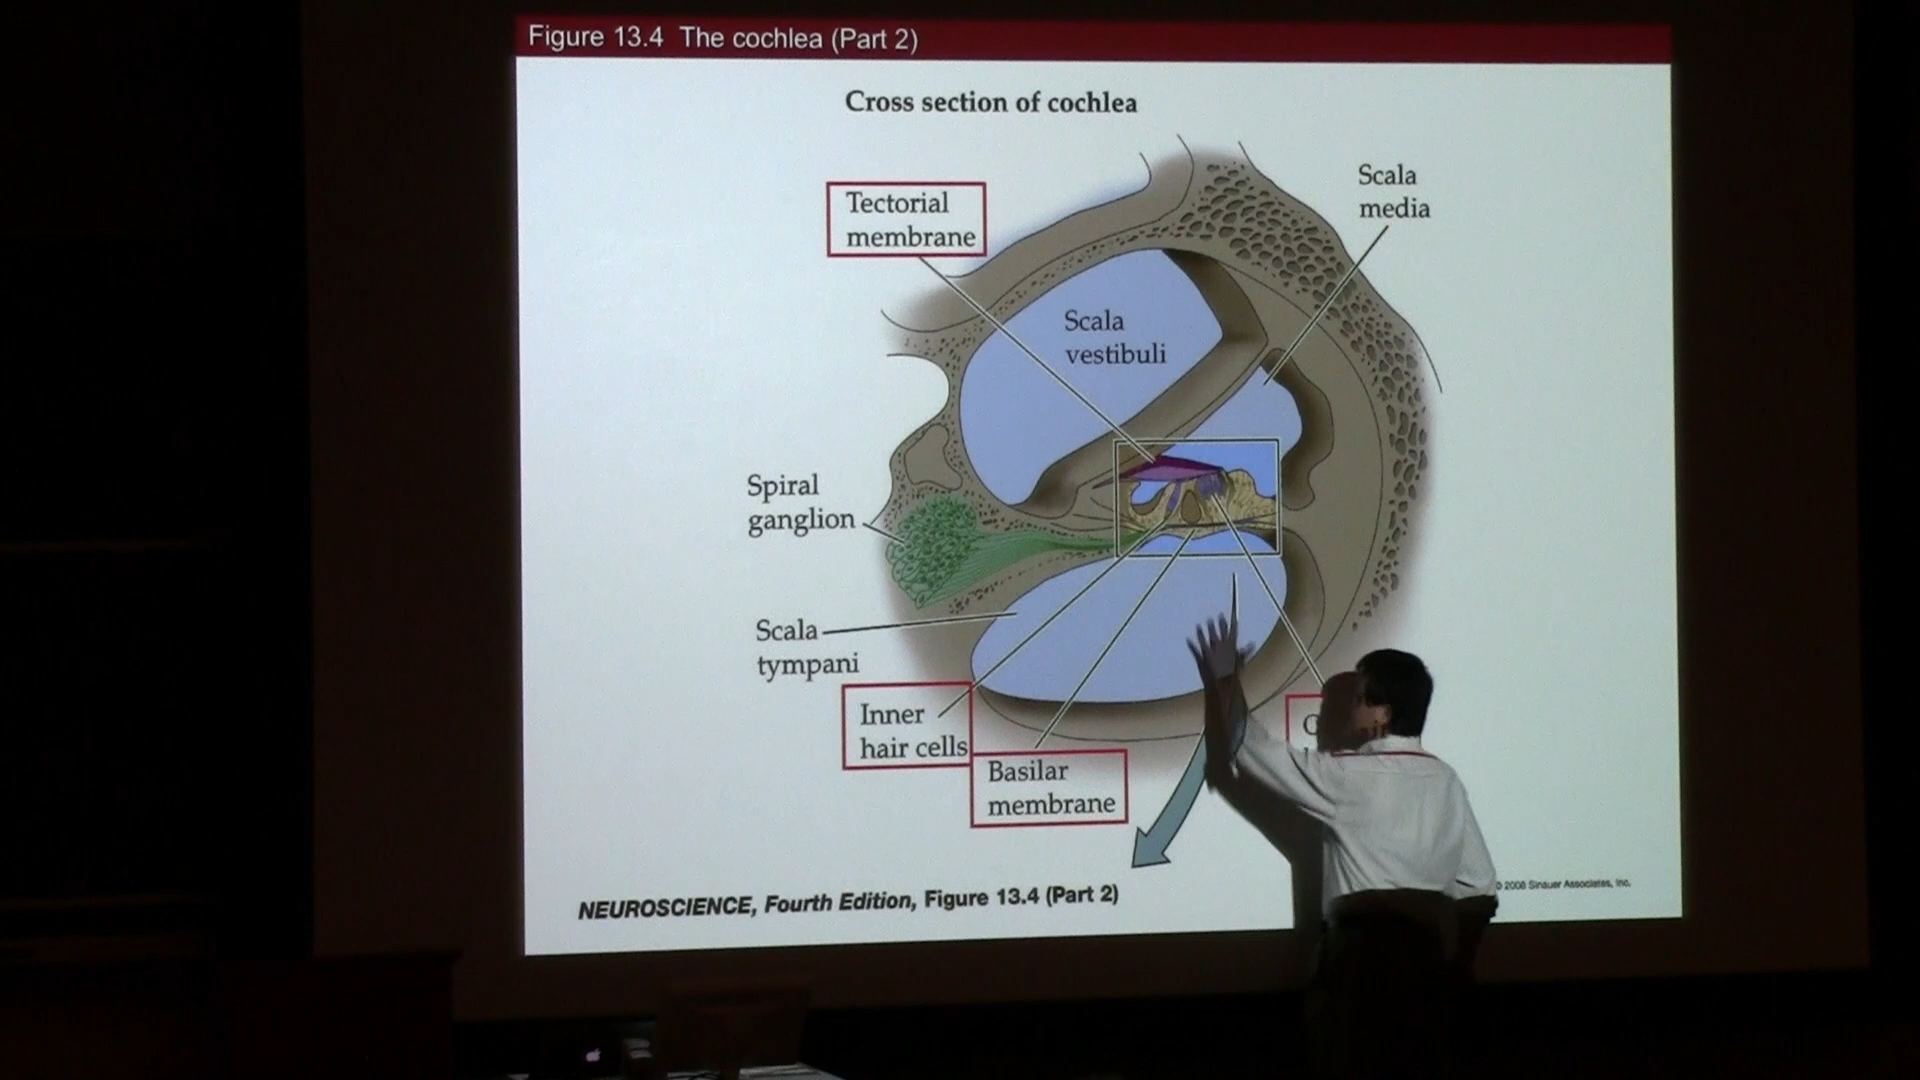 Figure 13.4 The cochlea (Part 2)
Cross section of cochlea
Tectorial
membrane
Scala
media
Scala
vestibuli
Spiral
ganglion
Scala
tympani
Inner
hair cells
Basilar
membrane
NEUROSCIENCE, Fourth Edition, Figure 13.4 (Part 2)
© 2008 Sinauer Associates, Inc.